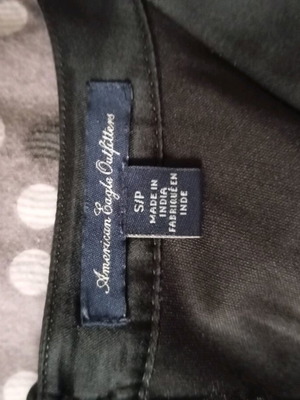 American Eagle Outfitters
S/P
MADE IN
INDIA
FABRIQUÉ EN
INDE